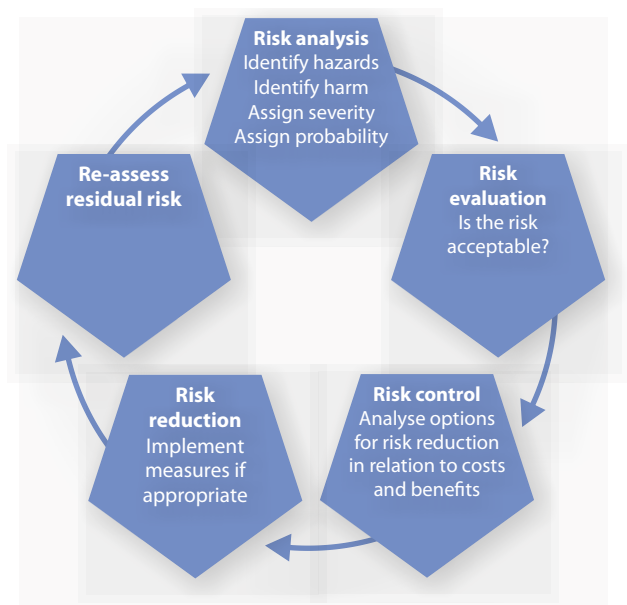 Risk analysis
Identify hazards
Identify harm
Assign severity
Assign probability
Risk
evaluation
Is the risk
acceptable?
Risk control
Analyse options
for risk reduction
in relation to costs
and benefits
Risk
reduction
Implement
measures if
appropriate
Re-assess
residual risk